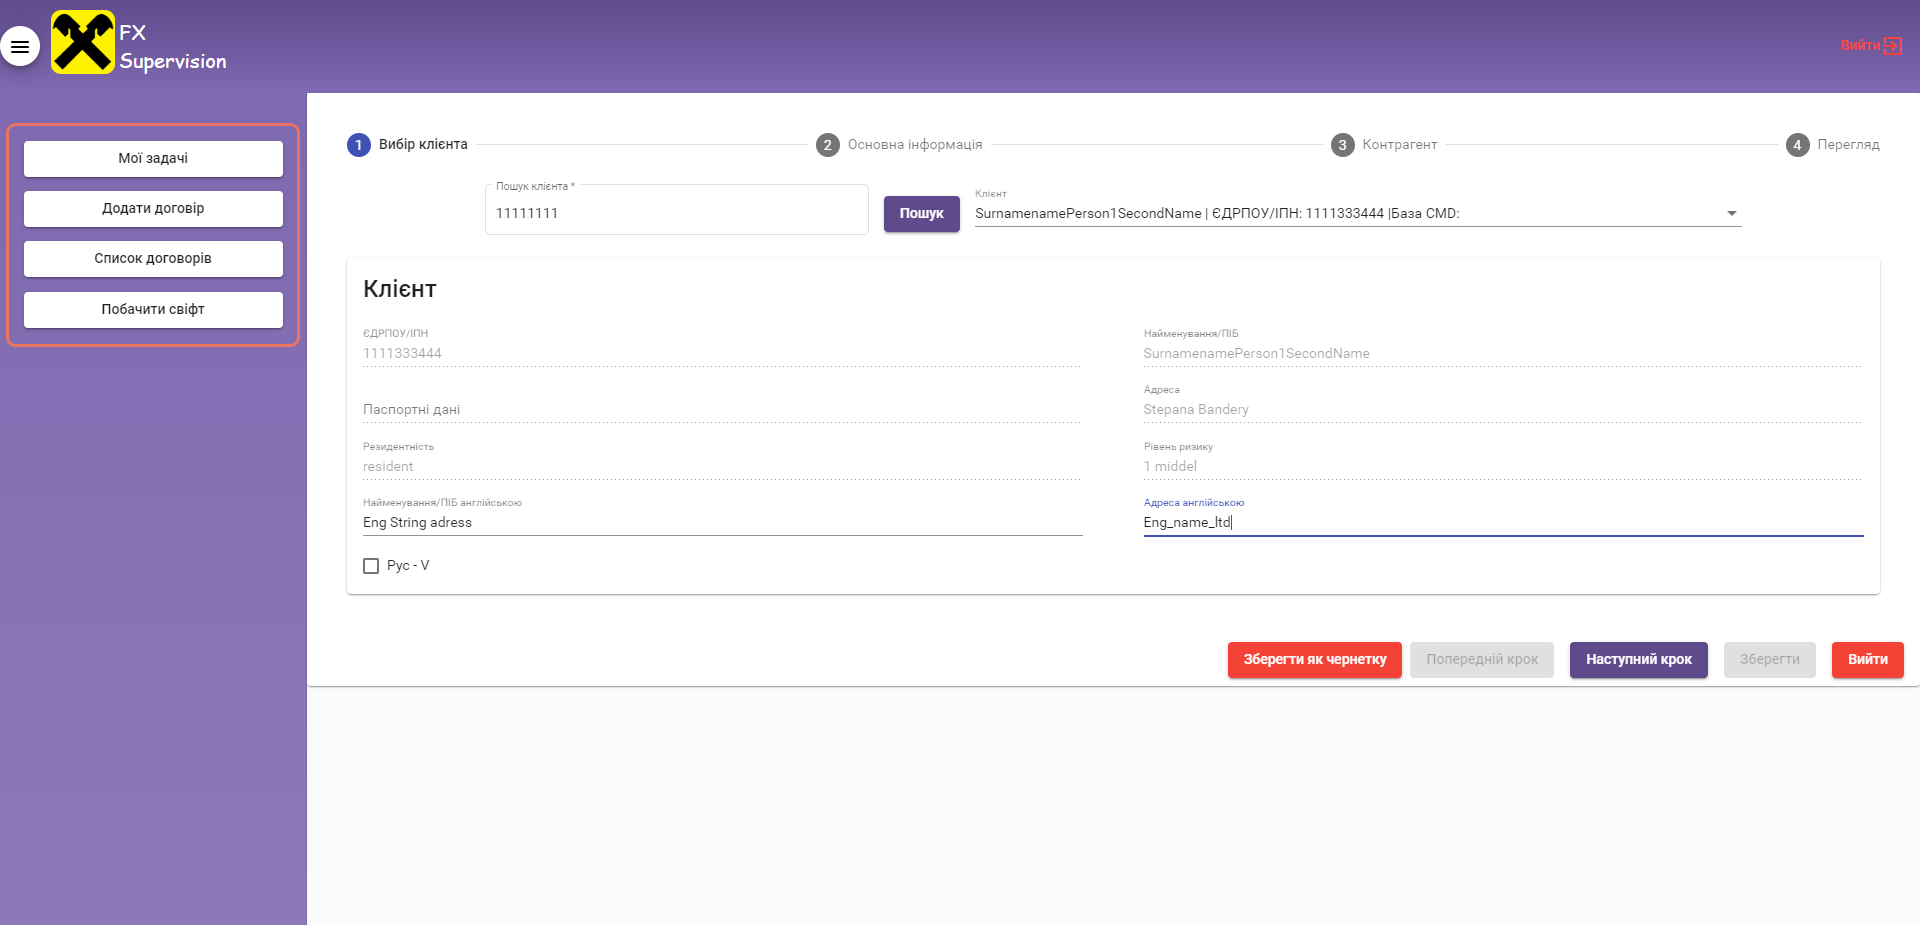 FX
Supervision
Вийти
Мої задачі
Додати договір
Список договорів
Побачити свіфт
1 Вибір клієнта 2 Основна інформація 3 Контрагент 4 Перегляд
Пошук клієнта *
11111111
Пошук
Клієнт
SurnamenamePerson1SecondName | ЄДРПОУ/ІПН: 1111333444 |База CMD:
Клієнт
ЄДРПОУ/ІПН
1111333444
Найменування/ПІБ
SurnamenamePerson1SecondName
Паспортні дані
Адреса
Stepana Bandery
Резидентність
resident
Рівень ризику
1 middel
Найменування/ПІБ англійською
Eng String adress
Адреса англійською
Eng_name_ltd
Рус - V
Зберегти як чернетку Попередній крок Наступний крок Зберегти Вийти